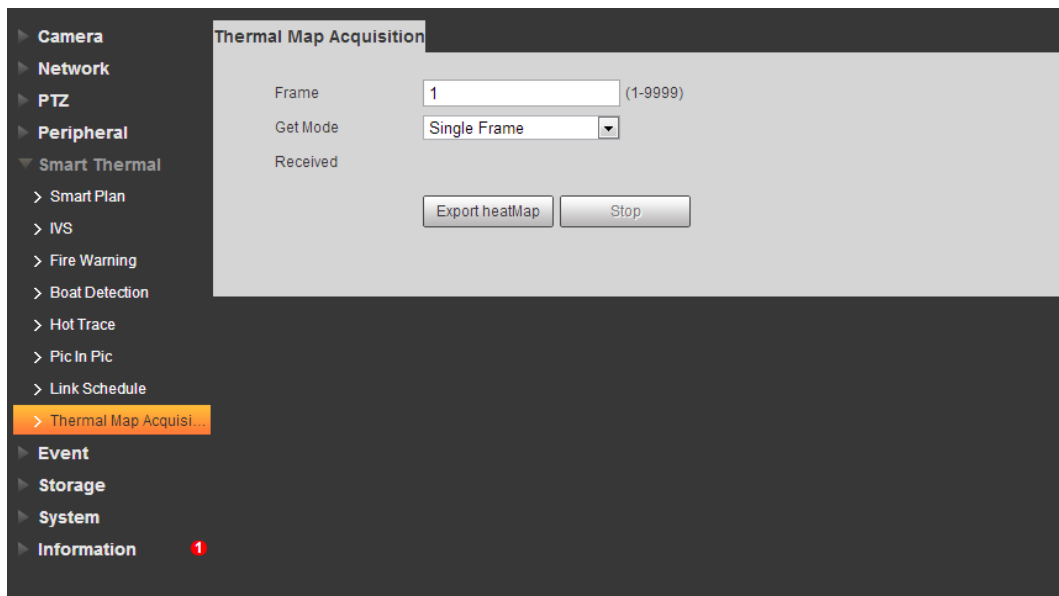 Camera
Network
PTZ
Peripheral
Smart Thermal
Smart Plan
IVS
Fire Warning
Boat Detection
Hot Trace
Pic In Pic
Link Schedule
Thermal Map Acquisi...
Event
Storage
System
Information 1
Thermal Map Acquisition
Frame 1 (1-9999)
Get Mode Single Frame
Received
Export heatMap Stop